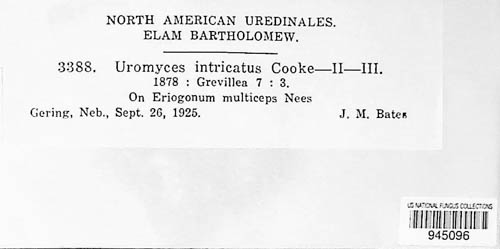 NORTH AMERICAN UREDINALES.
ELAM BARTHOLOMEW.
3388. Uromyces intricatus Cooke—II—III.
1878 : Grevillea 7 : 3.
On Eriogonum multiceps Nees
Gering, Neb., Sept. 26, 1925. J. M. Bates
US NATIONAL FUNGUS COLLECTIONS
945096